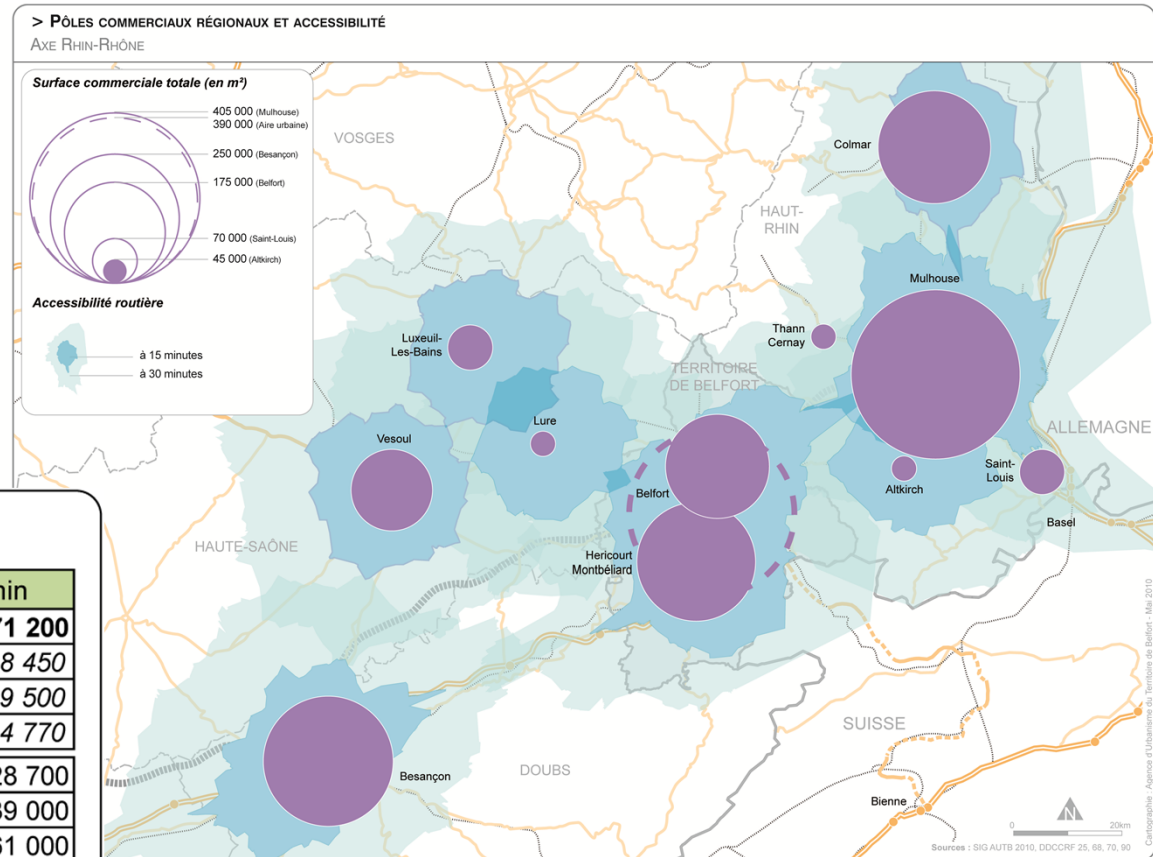 > PÔLES COMMERCIAUX RÉGIONAUX ET ACCESSIBILITÉ
AXE RHIN-RHÔNE
Surface commerciale totale (en m²)
405 000 (Mulhouse)
390 000 (Aire urbaine)
250 000 (Besançon)
175 000 (Belfort)
70 000 (Saint-Louis)
45 000 (Altkirch)
Accessibilité routière
à 15 minutes
à 30 minutes
VOSGES
Colmar
HAUT-
RHIN
Mulhouse
Thann
Cernay
Luxeuil-
Les-Bains
TERRITOIRE
DE BELFORT
Lure
Vesoul
ALLEMAGNE
Saint-
Louis
Altkirch
Belfort
Basel
HAUTE-SAÔNE
Hericourt
Montbéliard
SUISSE
Besançon
DOUBS
Bienne
N
0 20km
Sources : SIG AUTB 2010, DDCCRF 25, 68, 70, 90
Cartographie : Agence d'Urbanisme du Territoire de Belfort - Mai 2010
in
71 200
8 450
9 500
4 770
28 700
39 000
61 000